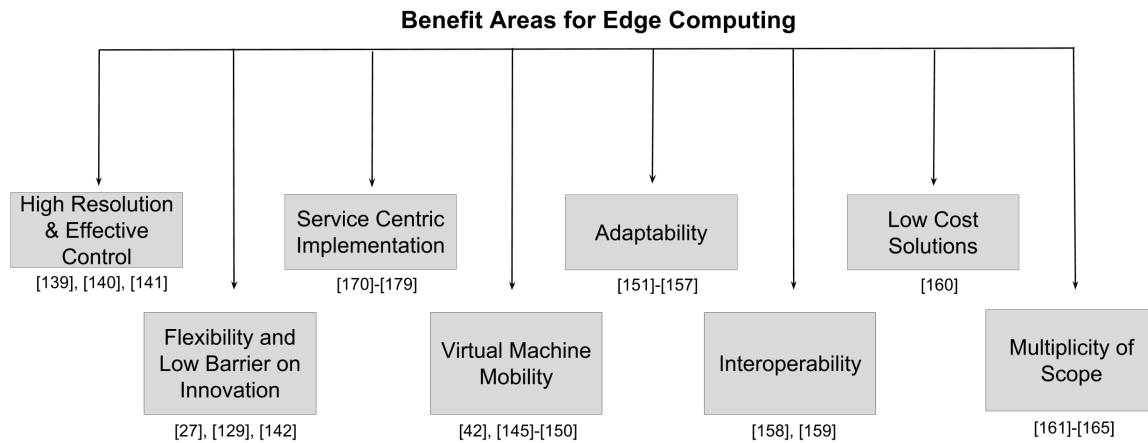 Benefit Areas for Edge Computing
High Resolution
& Effective
Control
[139], [140], [141]
Service Centric
Implementation
[170]-[179]
Adaptability
[151]-[157]
Low Cost
Solutions
[160]
Flexibility and
Low Barrier on
Innovation
[27], [129], [142]
Virtual Machine
Mobility
[42], [145]-[150]
Interoperability
[158], [159]
Multiplicity of
Scope
[161]-[165]